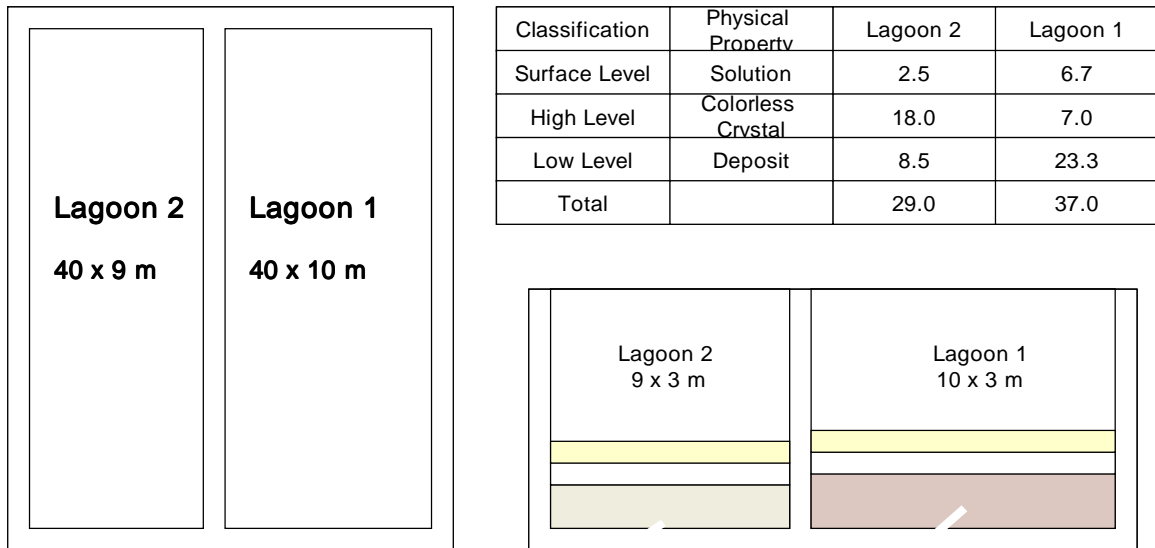 Lagoon 2
40 x 9 m
Lagoon 1
40 x 10 m
Classification Physical Property Lagoon 2 Lagoon 1
Surface Level Solution 2.5 6.7
High Level Colorless Crystal 18.0 7.0
Low Level Deposit 8.5 23.3
Total 29.0 37.0
Lagoon 2
9 x 3 m
Lagoon 1
10 x 3 m